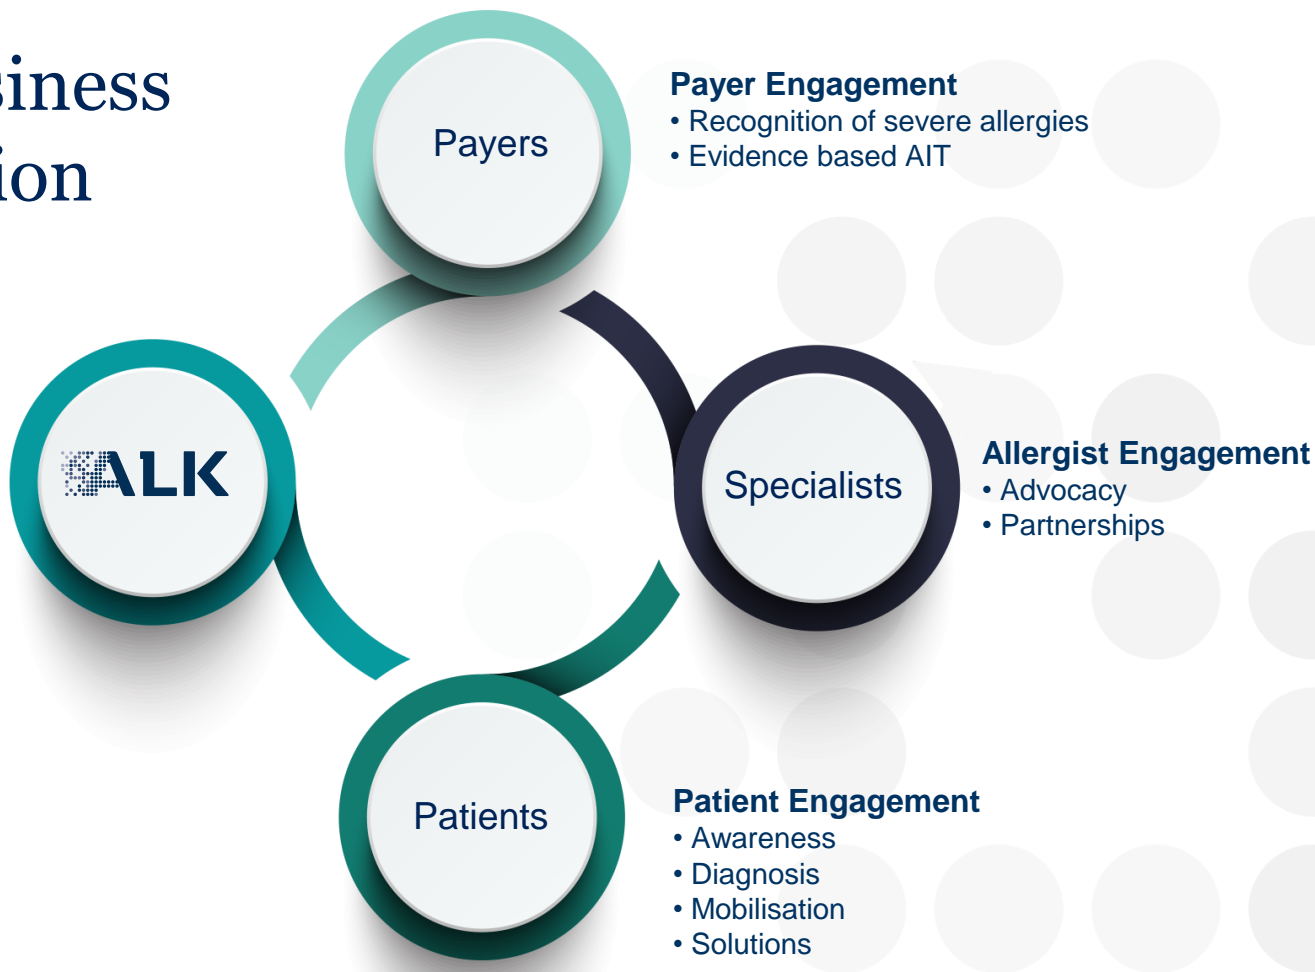 siness
ion
Payers
Payer Engagement
• Recognition of severe allergies
• Evidence based AIT
ALK
Specialists
Allergist Engagement
• Advocacy
• Partnerships
Patients
Patient Engagement
• Awareness
• Diagnosis
• Mobilisation
• Solutions